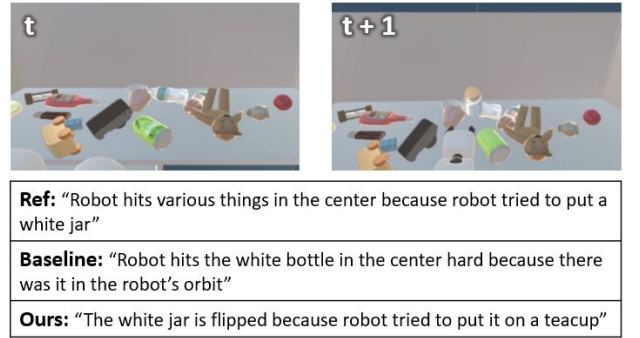 t
t + 1
Ref: “Robot hits various things in the center because robot tried to put a
white jar”
Baseline: “Robot hits the white bottle in the center hard because there
was it in the robot’s orbit”
Ours: “The white jar is flipped because robot tried to put it on a teacup”